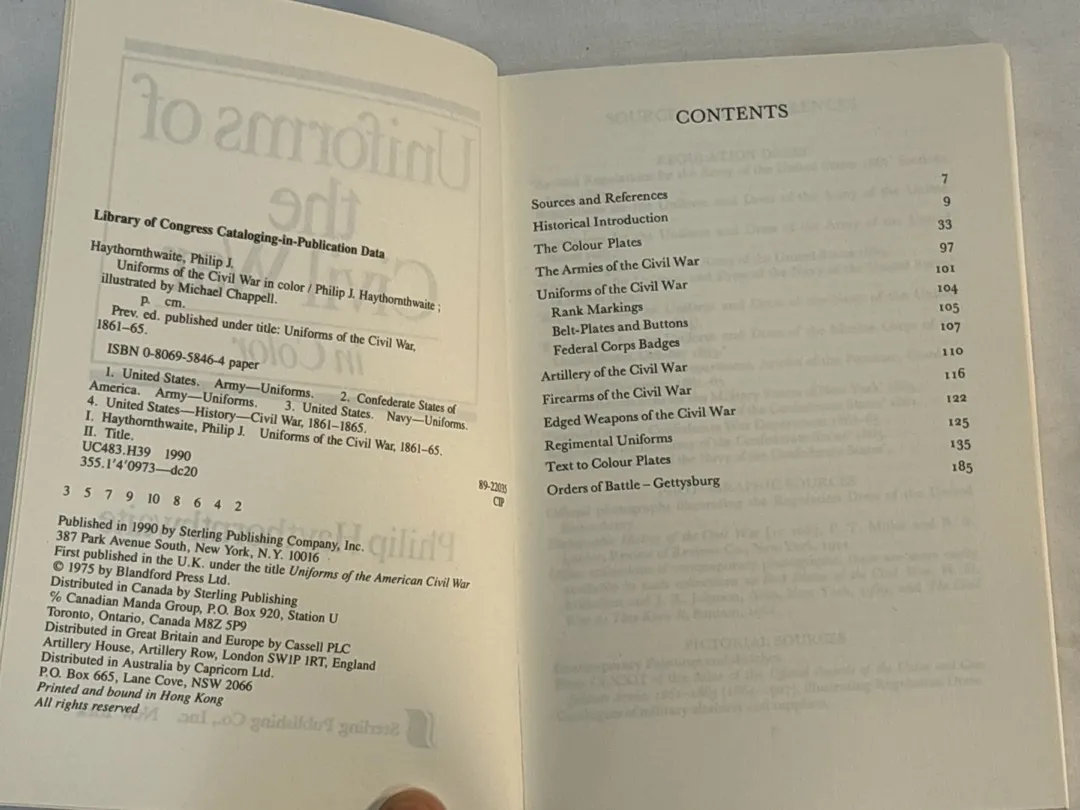 Library of Congress Cataloging-in-Publication Data
Haythornthwaite, Philip J.
Uniforms of the Civil War in color / Philip J. Haythornthwaite ;
illustrated by Michael Chappell.
p. cm.
Prev. ed. published under title: Uniforms of the Civil War,
1861–65.
ISBN 0-8069-5846-4 paper
1. United States. Army—Uniforms. 2. Confederate States of
America. Army—Uniforms. 3. United States. Navy—Uniforms.
4. United States—History—Civil War, 1861-1865.
I. Haythornthwaite, Philip J. Uniforms of the Civil War, 1861-65.
II. Title.
UC483.H39 1990
355.1'4'0973—dc20
89-22035
CIP
3 5 7 9 10 8 6 4 2
Published in 1990 by Sterling Publishing Company, Inc.
387 Park Avenue South, New York, N.Y. 10016
First published in the U.K. under the title Uniforms of the American Civil War
© 1975 by Blandford Press Ltd.
Distributed in Canada by Sterling Publishing
% Canadian Manda Group, P.O. Box 920, Station U
Toronto, Ontario, Canada M8Z 5P9
Distributed in Great Britain and Europe by Cassell PLC
Artillery House, Artillery Row, London SW1P 1RT, England
Distributed in Australia by Capricorn Ltd.
P.O. Box 665, Lane Cove, NSW 2066
Printed and bound in Hong Kong
All rights reserved
CONTENTS
Sources and References 7
Historical Introduction 9
The Colour Plates 33
The Armies of the Civil War 97
Uniforms of the Civil War 101
Rank Markings 104
Belt-Plates and Buttons 105
Federal Corps Badges 107
Artillery of the Civil War 110
Firearms of the Civil War 116
Edged Weapons of the Civil War 122
Regimental Uniforms 125
Text to Colour Plates 135
Orders of Battle – Gettysburg 185